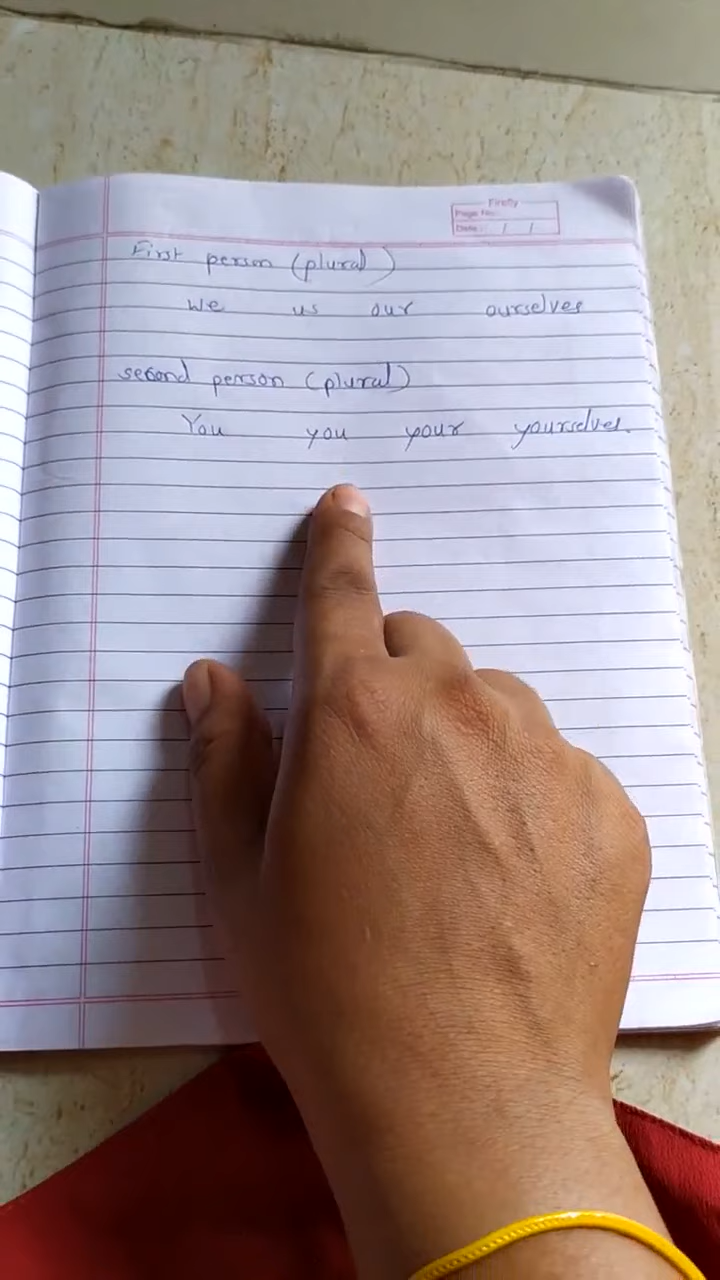 Firefly
Page No.
Date: / /
First person (plural)
We us our ourselves
second person (plural)
You you your yourselves.